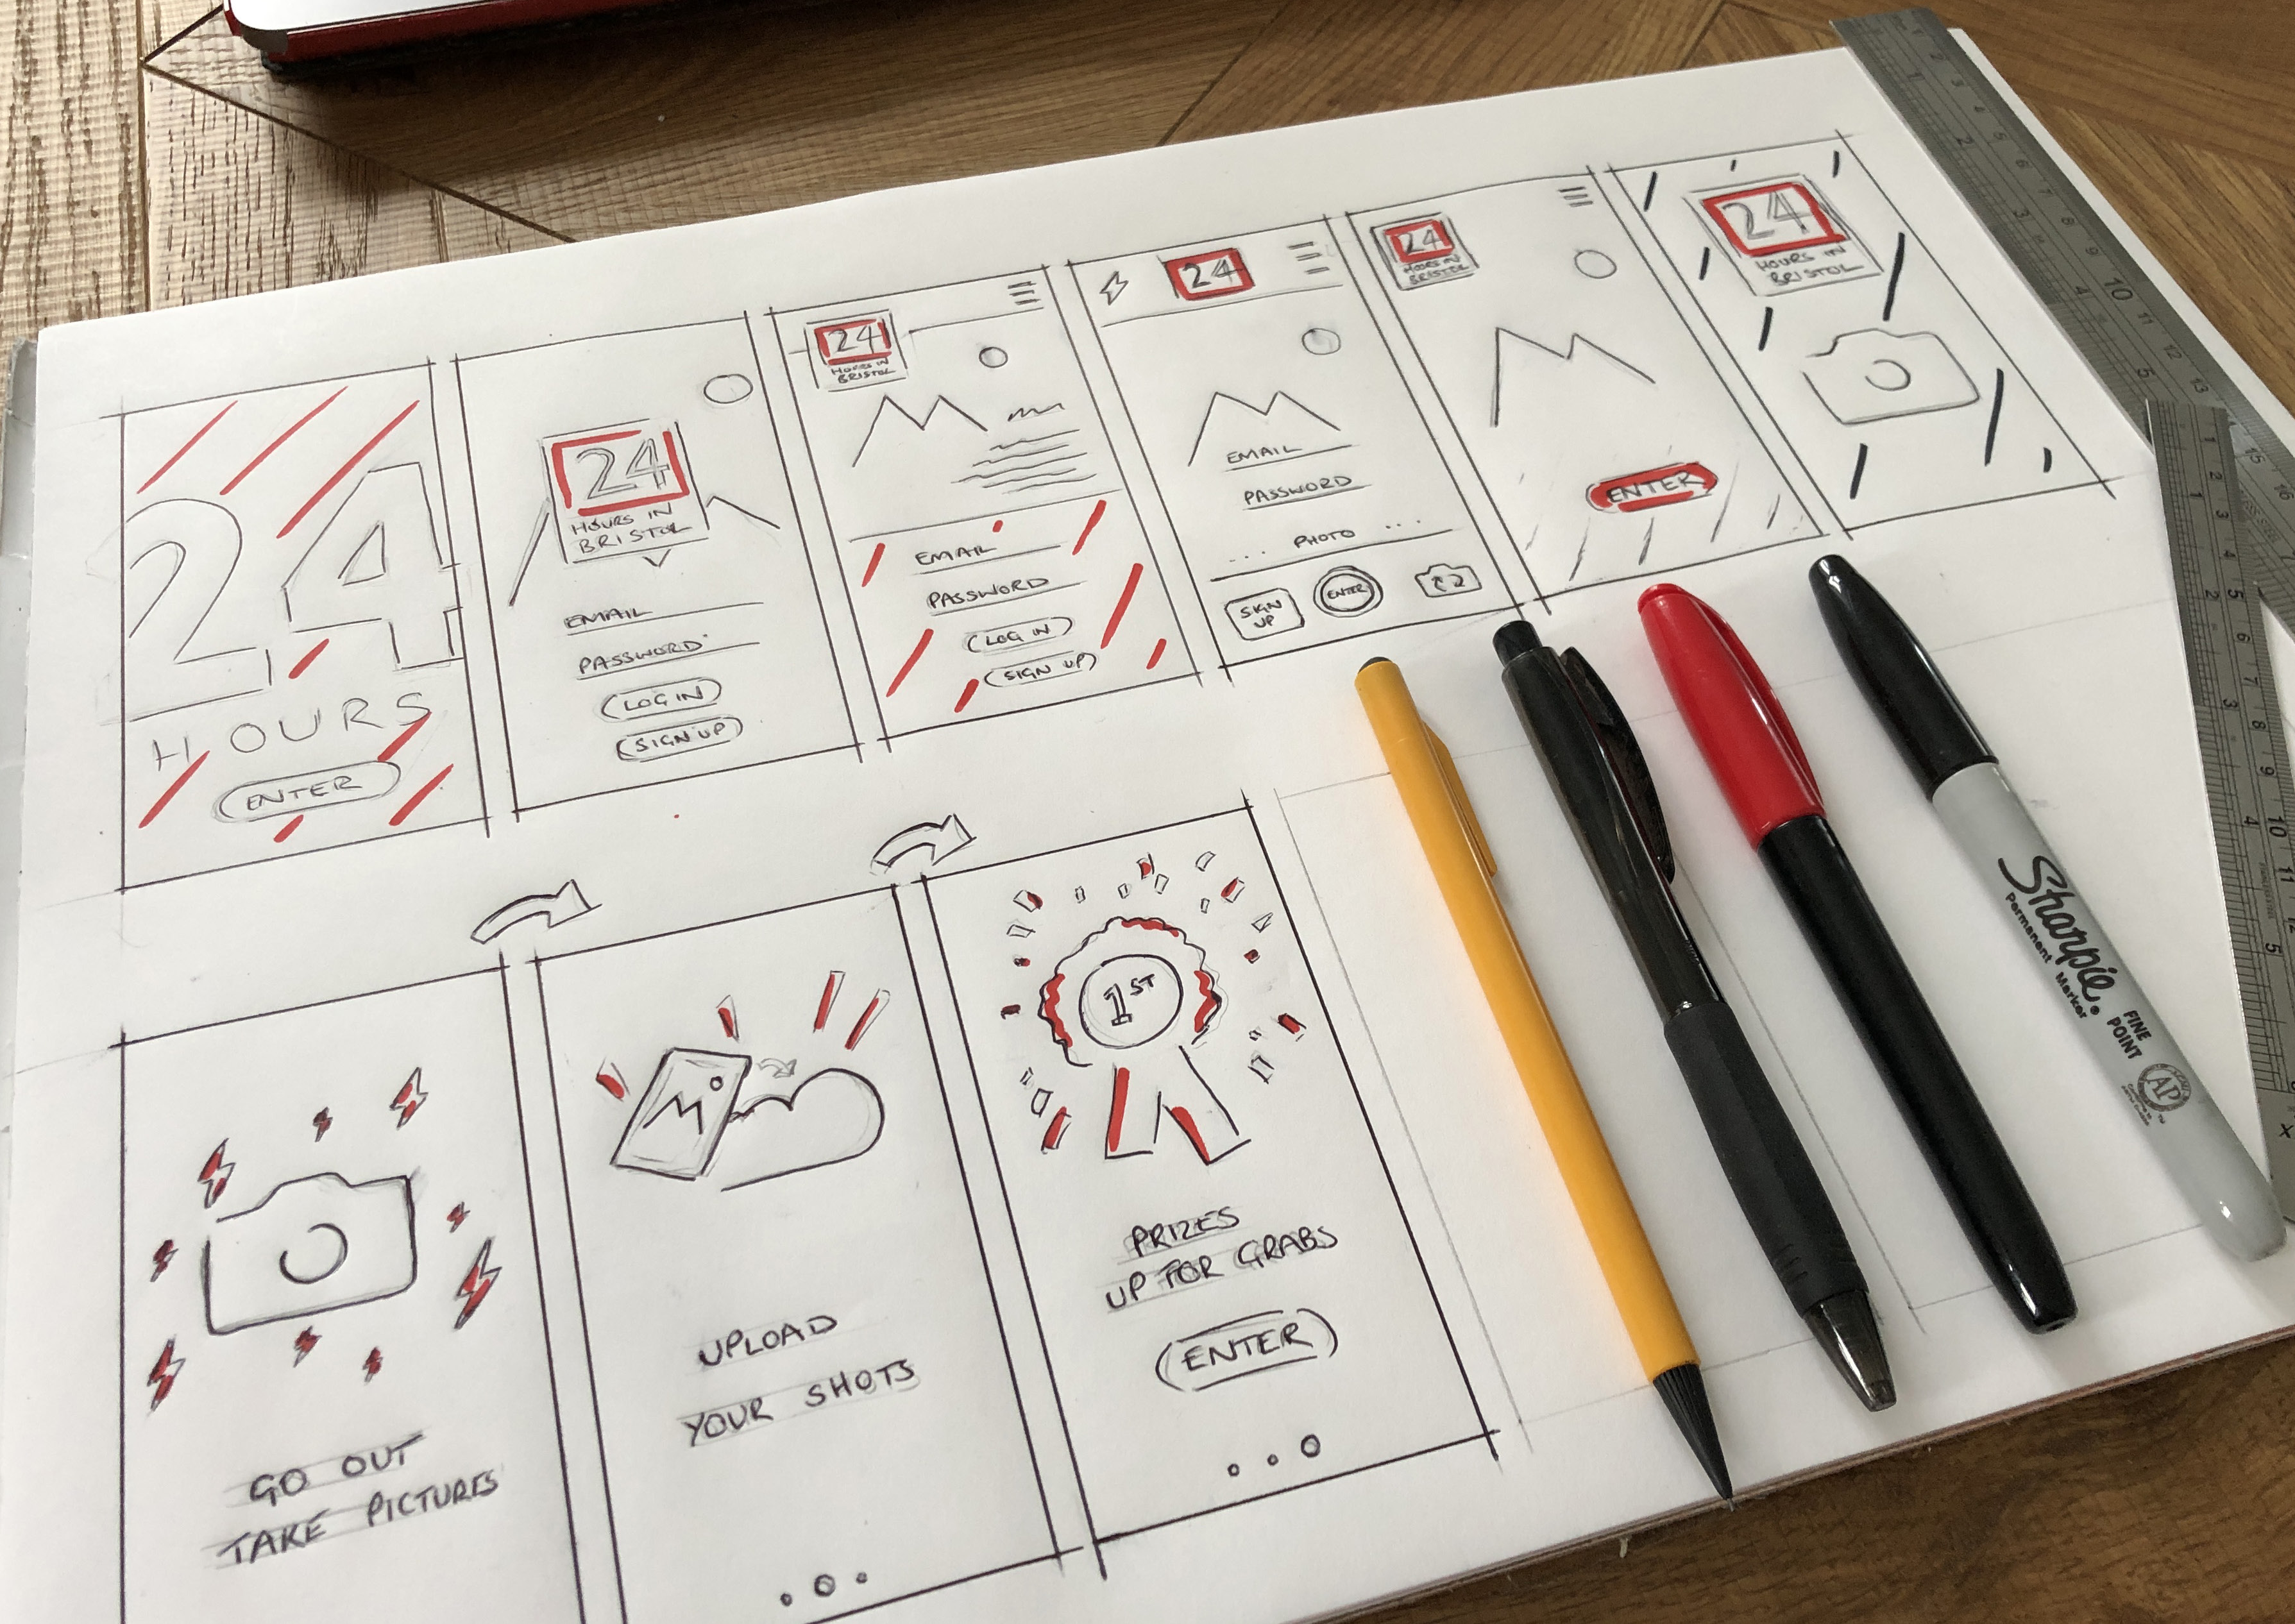 24
HOURS
ENTER
24
HOURS IN
BRISTOL
EMAIL
PASSWORD
LOG IN
SIGN UP
24
HOURS IN
BRISTOL
EMAIL
PASSWORD
LOG IN
SIGN UP
24
EMAIL
PASSWORD
... PHOTO ...
SIGN
UP
ENTER
24
HOURS IN
BRISTOL
ENTER
24
HOURS IN
BRISTOL
GO OUT
TAKE PICTURES
UPLOAD
YOUR SHOTS
1ST
PRIZES
UP FOR GRABS
ENTER
Sharpie.
Permanent Marker
FINE
POINT
AP